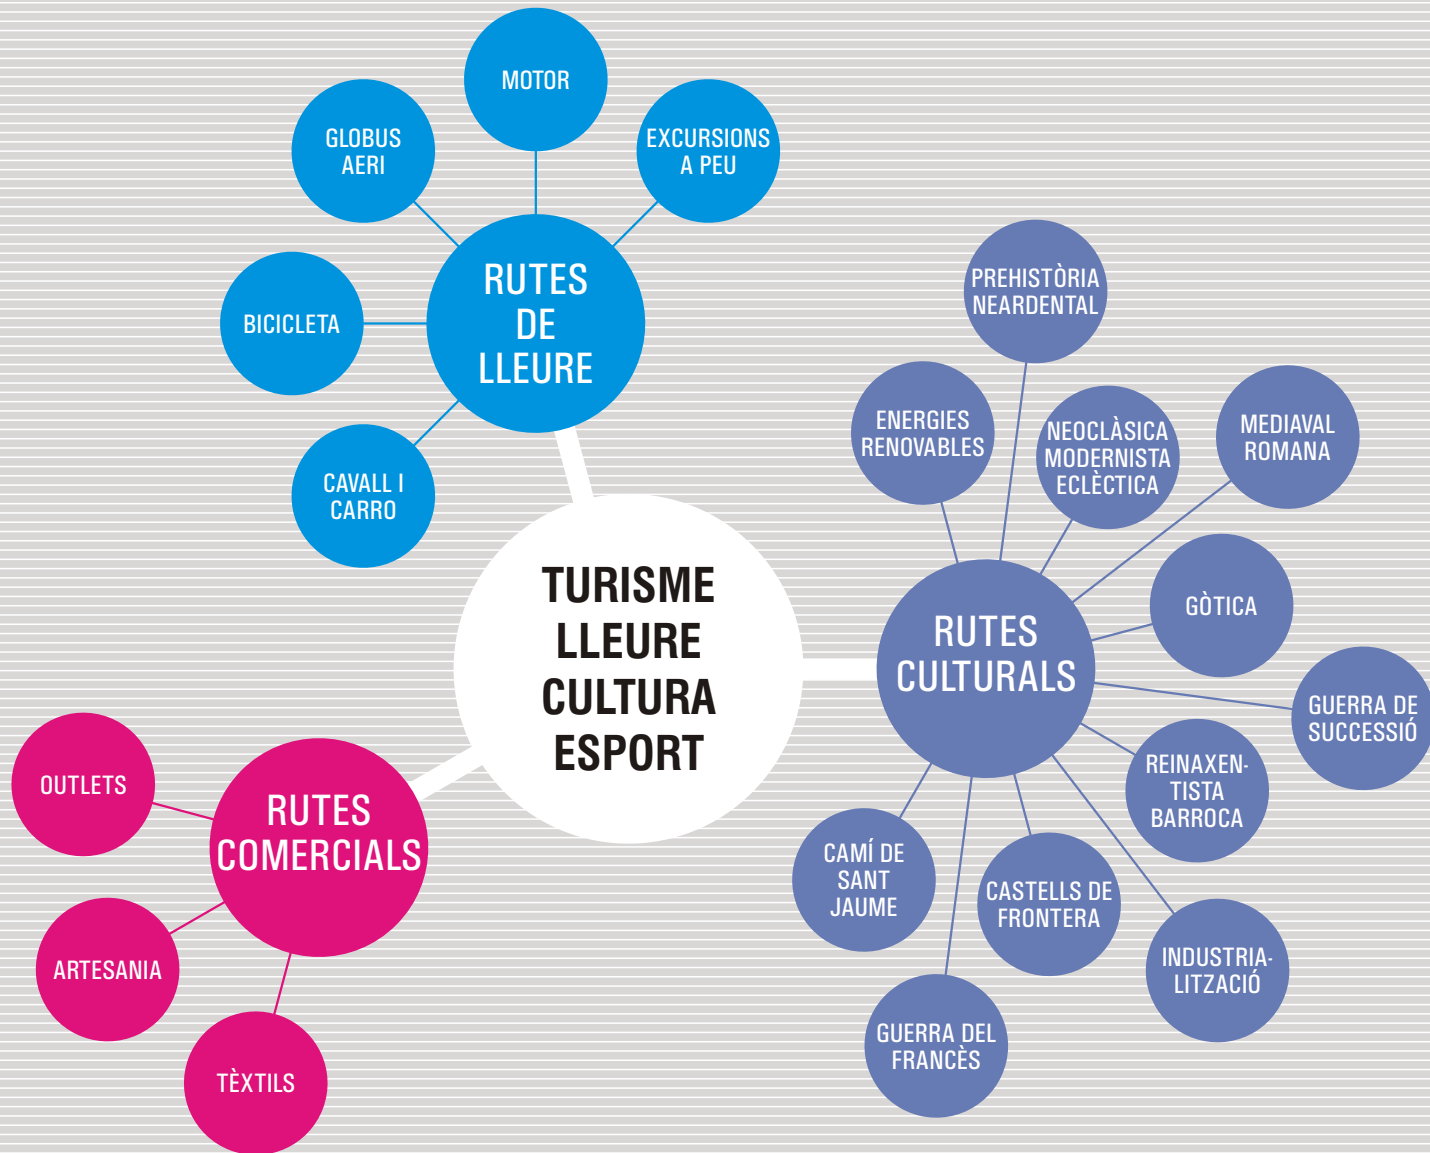 MOTOR
GLOBUS
AERI
EXCURSIONS
A PEU
RUTES
DE
LLEURE
BICICLETA
CAVALL I
CARRO
PREHISTÒRIA
NEARDENTAL
ENERGIES
RENOVABLES
NEOCLÀSICA
MODERNISTA
ECLÈCTICA
MEDIAVAL
ROMANA
TURISME
LLEURE
CULTURA
ESPORT
RUTES
CULTURALS
GÒTICA
GUERRA DE
SUCCESSIÓ
REINAXEN-
TISTA
BARROCA
CAMÍ DE
SANT
JAUME
CASTELLS DE
FRONTERA
INDUSTRIA-
LITZACIÓ
GUERRA DEL
FRANCÈS
OUTLETS
RUTES
COMERCIALS
ARTESANIA
TÈXTILS